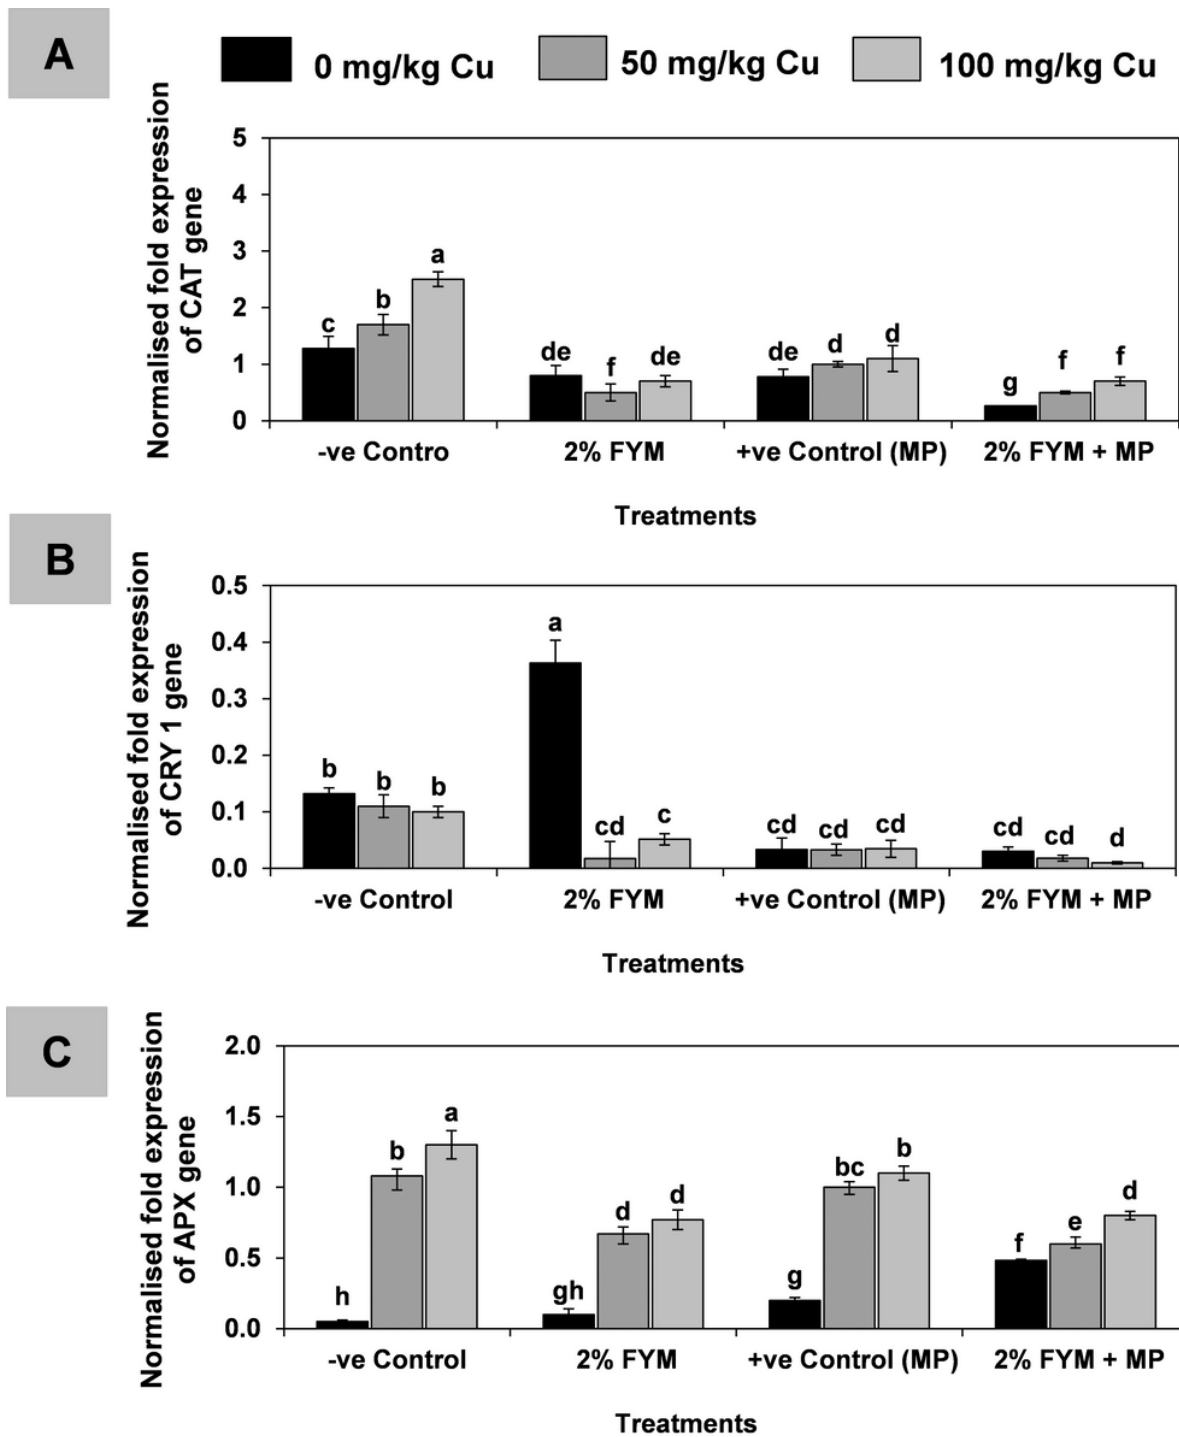 A
0 mg/kg Cu
50 mg/kg Cu
100 mg/kg Cu
Normalised fold expression
of CAT gene
5
4
3
2
1
0
c
b
a
de
f
de
de
d
d
g
f
f
-ve Contro
2% FYM
+ve Control (MP)
2% FYM + MP
Treatments
B
Normalised fold expression
of CRY 1 gene
0.5
0.4
0.3
0.2
0.1
0.0
b
b
b
a
cd
c
cd
cd
cd
cd
cd
d
-ve Control
2% FYM
+ve Control (MP)
2% FYM + MP
Treatments
C
Normalised fold expression
of APX gene
2.0
1.5
1.0
0.5
0.0
h
b
a
gh
d
d
g
bc
b
f
e
d
-ve Control
2% FYM
+ve Control (MP)
2% FYM + MP
Treatments